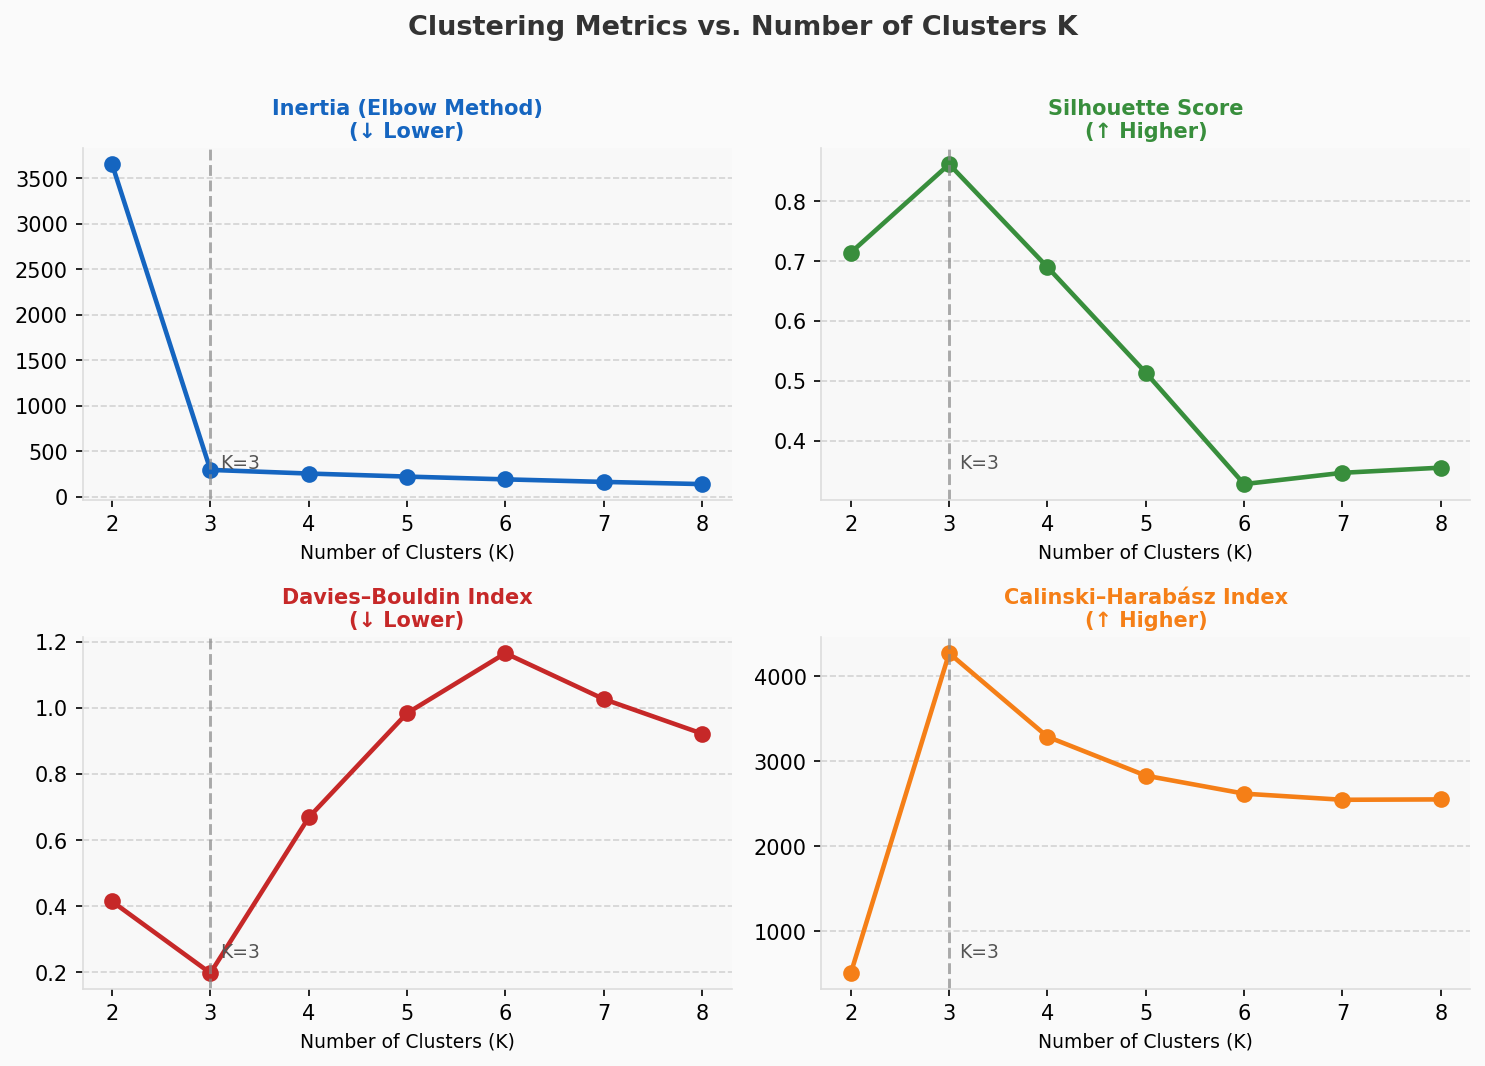 Clustering Metrics vs. Number of Clusters K
Inertia (Elbow Method)
(↓ Lower)
3500
3000
2500
2000
1500
1000
500
0
K=3
2 3 4 5 6 7 8
Number of Clusters (K)
Silhouette Score
(↑ Higher)
0.8
0.7
0.6
0.5
0.4
K=3
2 3 4 5 6 7 8
Number of Clusters (K)
Davies–Bouldin Index
(↓ Lower)
1.2
1.0
0.8
0.6
0.4
0.2
K=3
2 3 4 5 6 7 8
Number of Clusters (K)
Calinski–Harabász Index
(↑ Higher)
4000
3000
2000
1000
K=3
2 3 4 5 6 7 8
Number of Clusters (K)